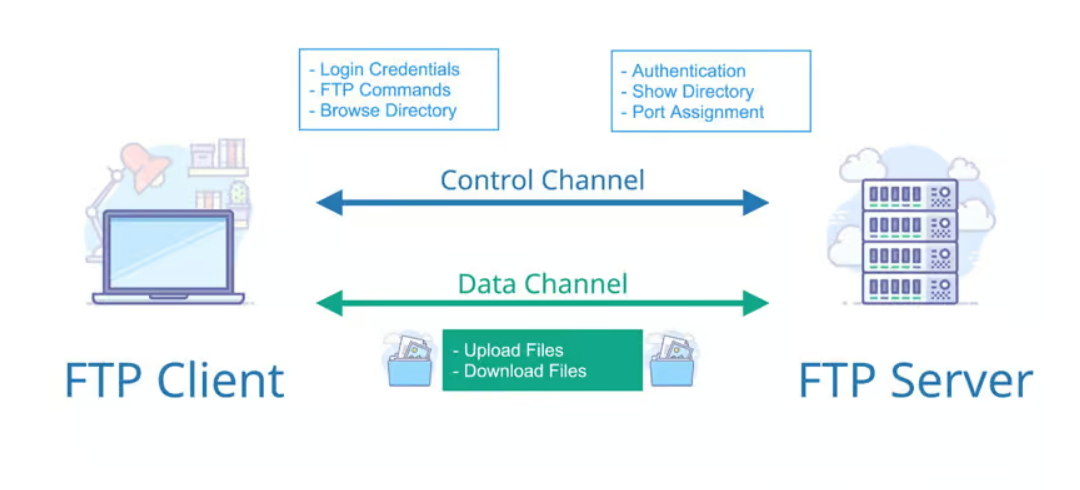 - Login Credentials
- FTP Commands
- Browse Directory
- Authentication
- Show Directory
- Port Assignment
Control Channel
Data Channel
- Upload Files
- Download Files
FTP Client
FTP Server